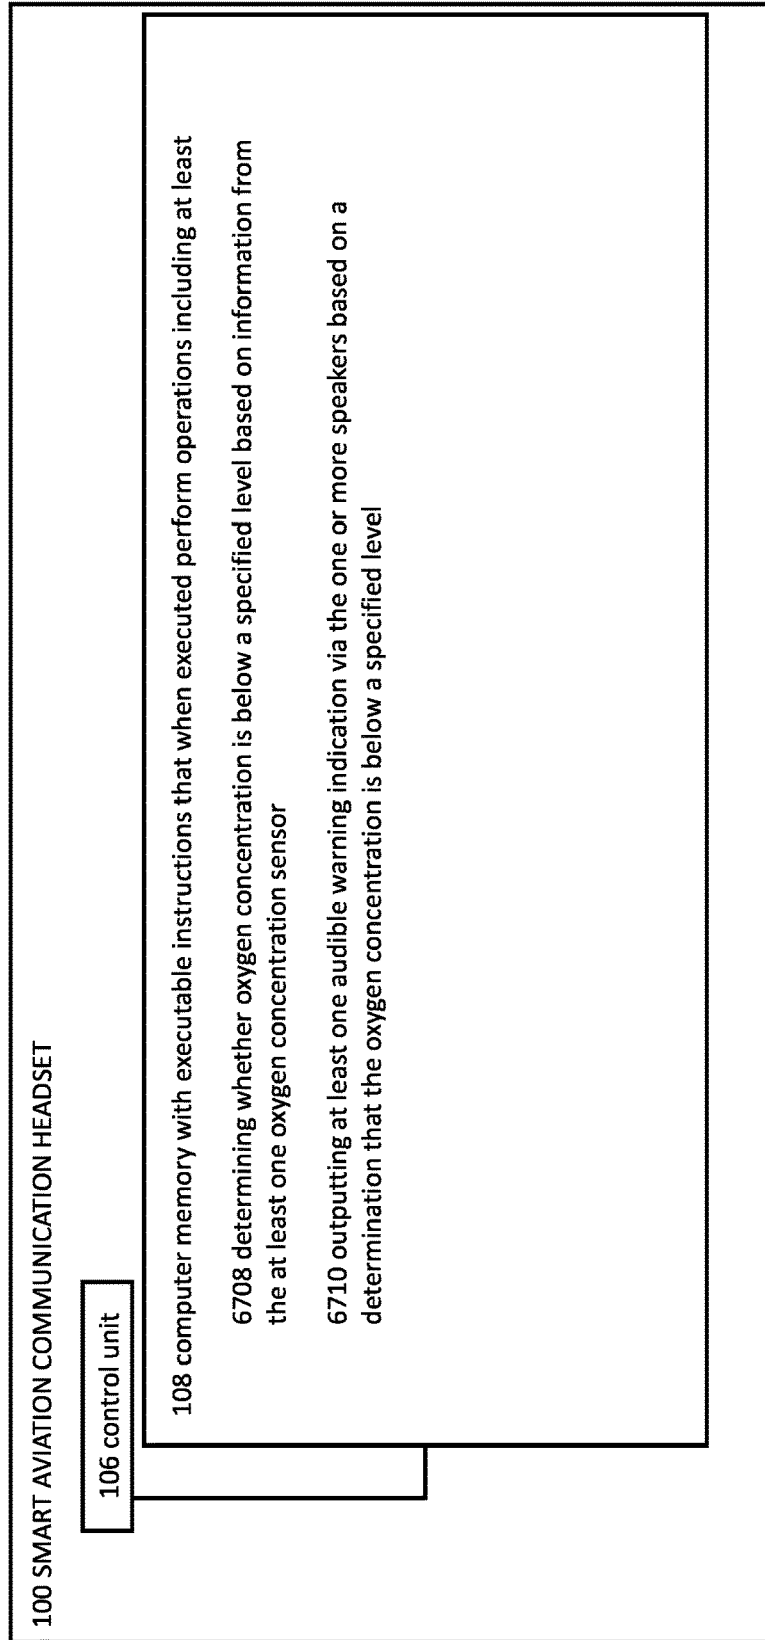 100 SMART AVIATION COMMUNICATION HEADSET
106 control unit
108 computer memory with executable instructions that when executed perform operations including at least
6708 determining whether oxygen concentration is below a specified level based on information from
the at least one oxygen concentration sensor
6710 outputting at least one audible warning indication via the one or more speakers based on a
determination that the oxygen concentration is below a specified level